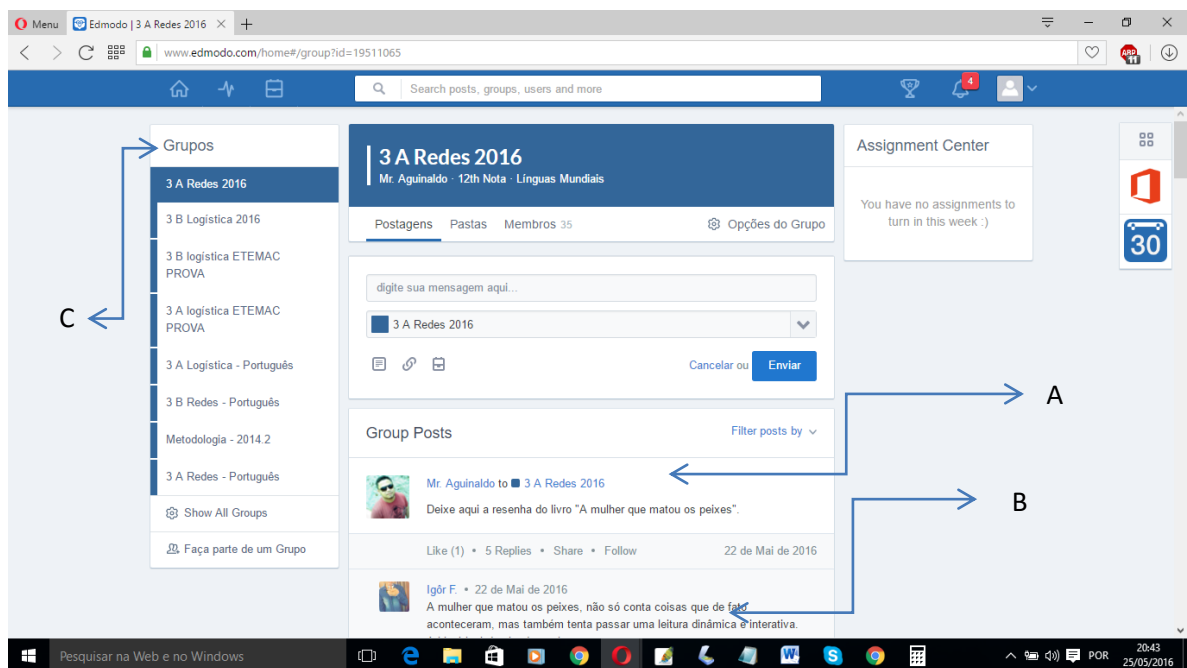 Menu
Edmodo | 3 A Redes 2016
www.edmodo.com/home#/group?id=19511065
ABP
11
Search posts, groups, users and more
4
Grupos
3 A Redes 2016
3 B Logística 2016
3 B logística ETEMAC
PROVA
3 A logística ETEMAC
PROVA
3 A Logística - Português
3 B Redes - Português
Metodologia - 2014.2
3 A Redes - Português
Show All Groups
Faça parte de um Grupo
C
3 A Redes 2016
Mr. Aguinaldo · 12th Nota · Línguas Mundiais
Postagens Pastas Membros 35 Opções do Grupo
digite sua mensagem aqui...
3 A Redes 2016
Cancelar ou Enviar
Group Posts Filter posts by
Mr. Aguinaldo to 3 A Redes 2016
Deixe aqui a resenha do livro "A mulher que matou os peixes".
Like (1) • 5 Replies • Share • Follow 22 de Mai de 2016
Igôr F. • 22 de Mai de 2016
A mulher que matou os peixes, não só conta coisas que de fato
aconteceram, mas também tenta passar uma leitura dinâmica e interativa.
Assignment Center
You have no assignments to
turn in this week :)
30
A
B
Pesquisar na Web e no Windows
POR
20:43
25/05/2016